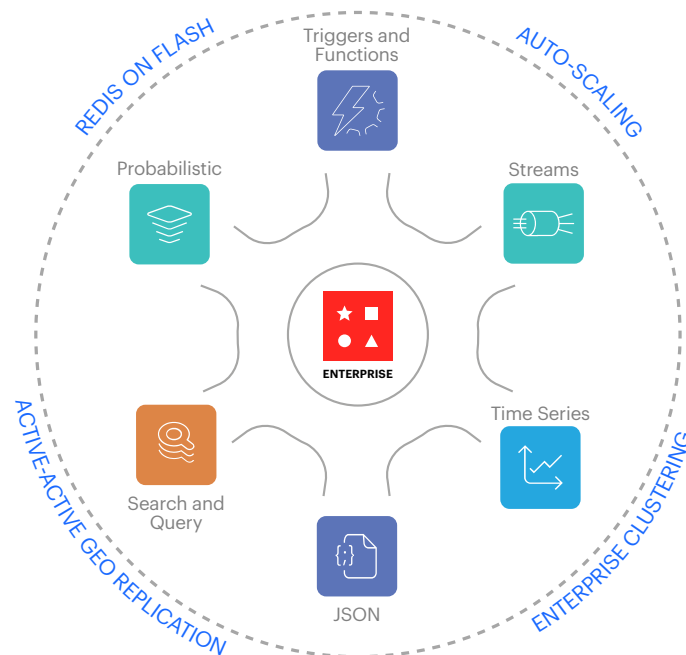 REDIS ON FLASH
AUTO-SCALING
Triggers and
Functions
Probabilistic
Streams
ENTERPRISE
Time Series
Search and
Query
JSON
{;}
ACTIVE-ACTIVE GEO REPLICATION
ENTERPRISE CLUSTERING